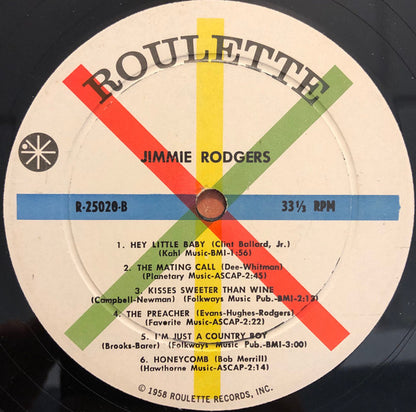 ROULETTE
JIMMIE RODGERS
R-25020-B 33⅓ RPM
1. HEY LITTLE BABY (Clint Ballard, Jr.)
(Kahl Music-BMI-1:56)
2. THE MATING CALL (Dee-Whitman)
(Planetary Music-ASCAP-2:45)
3. KISSES SWEETER THAN WINE
(Campbell-Newman) (Folkways Music Pub.-BMI-2:13)
4. THE PREACHER (Evans-Hughes-Rodgers)
(Favorite Music-ASCAP-2:22)
5. I'M JUST A COUNTRY BOY
(Brooks-Barer) (Folkways Music Pub.-BMI-3:00)
6. HONEYCOMB (Bob Merrill)
(Hawthorne Music-ASCAP-2:14)
© 1958 ROULETTE RECORDS, INC.